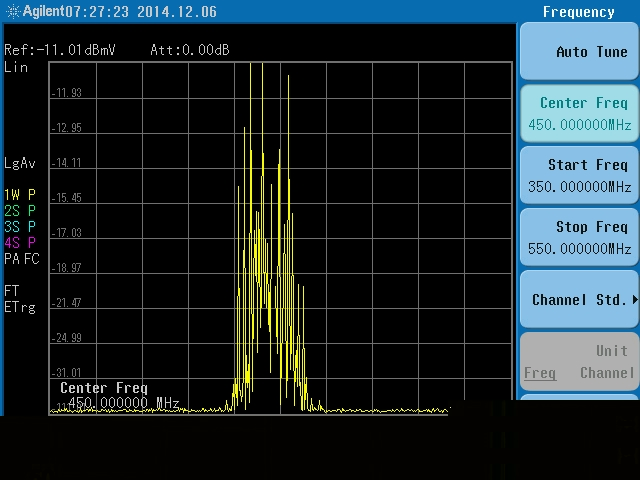 Agilent 07:27:23 2014.12.06
Frequency
Ref:-11.01dBmV Att:0.00dB
Lin
-11.93
-12.95
-14.11
-15.45
-17.03
-18.97
-21.47
-24.99
-31.01
LgAv
1W P
2S P
3S P
4S P
PA FC
FT
ETrg
Center Freq
450.000000 MHz
Auto Tune
Center Freq
450.000000MHz
Start Freq
350.000000MHz
Stop Freq
550.000000MHz
Channel Std.
Unit
Freq Channel